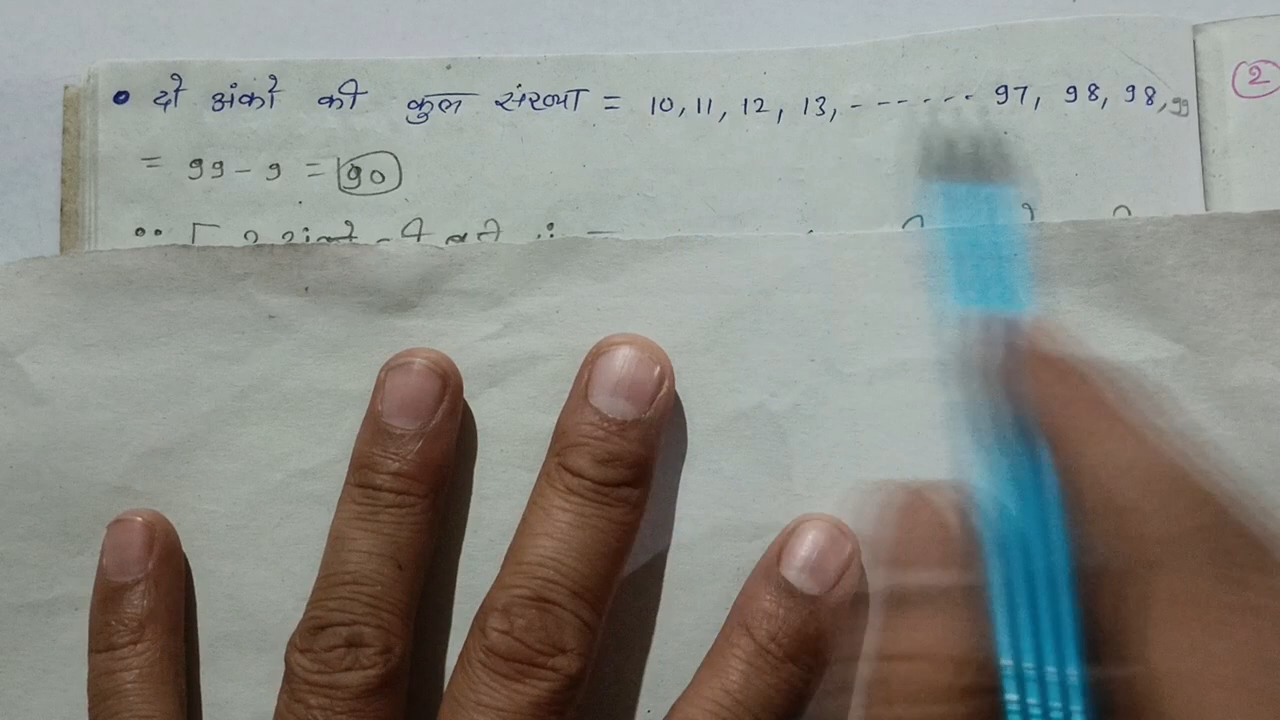 • दो अंको की कुल संख्या = 10, 11, 12, 13, ------ 97, 98, 98, 99
= 99 - 9 = 90
2